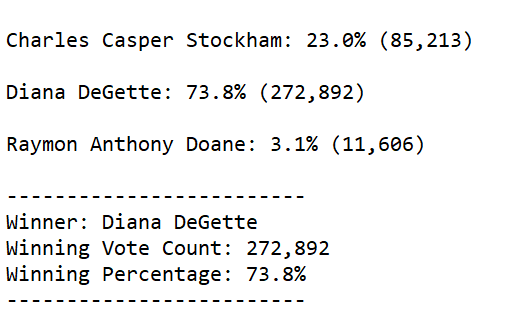 Charles Casper Stockham: 23.0% (85,213)
Diana DeGette: 73.8% (272,892)
Raymon Anthony Doane: 3.1% (11,606)
-------------------------
Winner: Diana DeGette
Winning Vote Count: 272,892
Winning Percentage: 73.8%
-------------------------